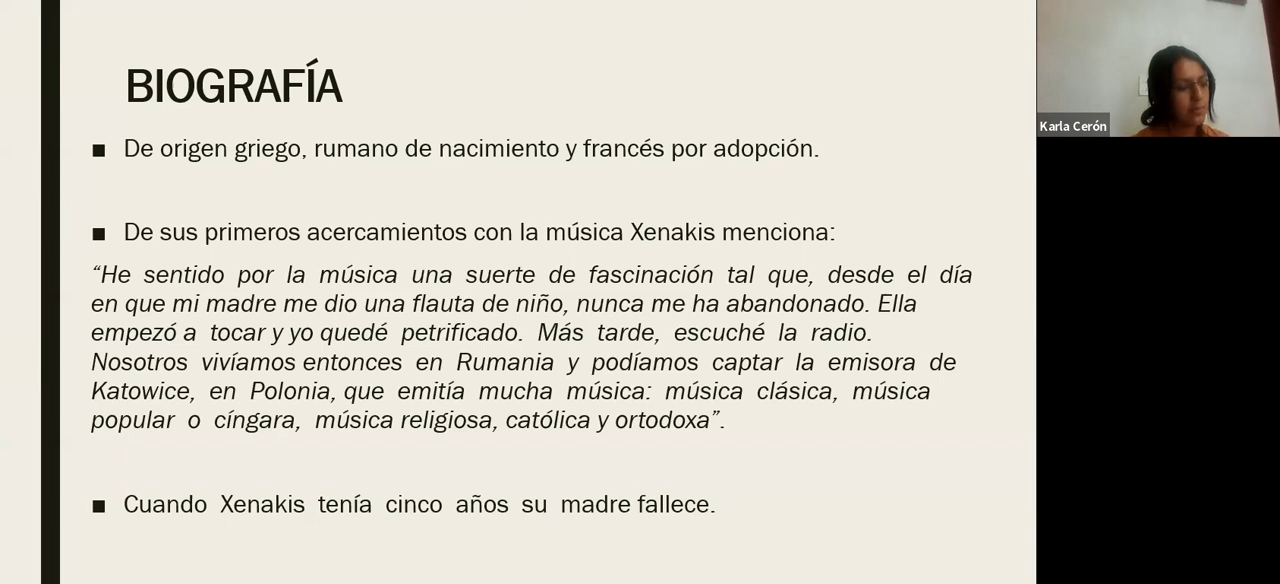 BIOGRAFÍA
■ De origen griego, rumano de nacimiento y francés por adopción.
■ De sus primeros acercamientos con la música Xenakis menciona:
“He sentido por la música una suerte de fascinación tal que, desde el día
en que mi madre me dio una flauta de niño, nunca me ha abandonado. Ella
empezó a tocar y yo quedé petrificado. Más tarde, escuché la radio.
Nosotros vivíamos entonces en Rumania y podíamos captar la emisora de
Katowice, en Polonia, que emitía mucha música: música clásica, música
popular o cíngara, música religiosa, católica y ortodoxa”.
■ Cuando Xenakis tenía cinco años su madre fallece.
Karla Cerón